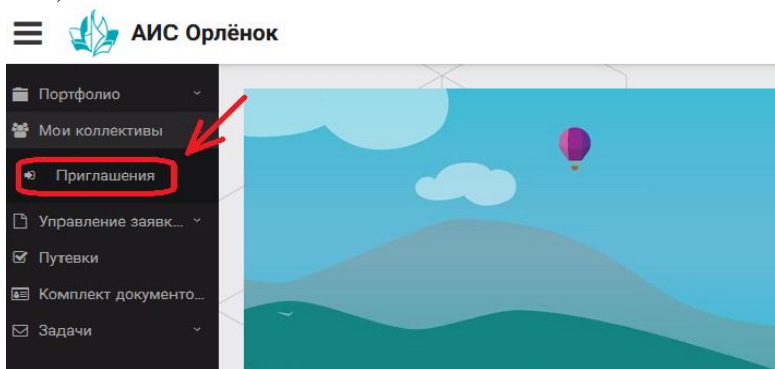 АИС Орлёнок
Портфолио
Мои коллективы
Приглашения
Управление заявк...
Путевки
Комплект документо...
Задачи